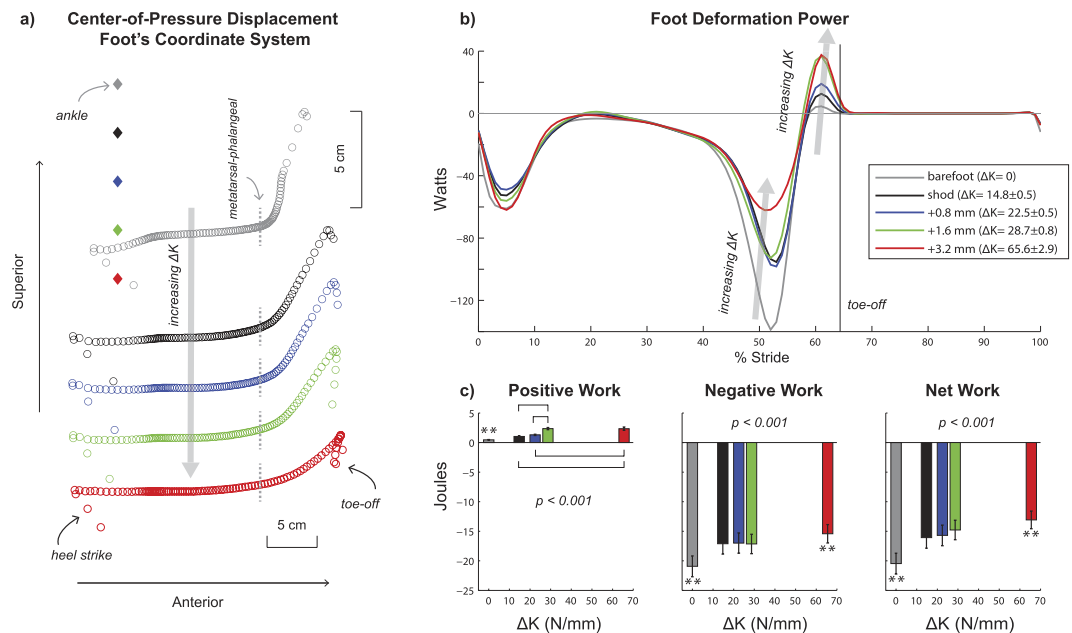 a)
Center-of-Pressure Displacement
Foot's Coordinate System
ankle
metatarsal-phalangeal
5 cm
increasing ΔK
Superior
heel strike
5 cm
toe-off
Anterior
b)
Foot Deformation Power
40
0
−40
−80
−120
Watts
increasing ΔK
increasing ΔK
toe-off
barefoot (ΔK= 0)
shod (ΔK= 14.8±0.5)
+0.8 mm (ΔK= 22.5±0.5)
+1.6 mm (ΔK= 28.7±0.8)
+3.2 mm (ΔK= 65.6±2.9)
0 10 20 30 40 50 60 70 80 90 100
% Stride
c)
Positive Work
Negative Work
Net Work
5
0
−5
−10
−15
−20
−25
Joules
**
p < 0.001
0 10 20 30 40 50 60 70
ΔK (N/mm)
p < 0.001
**
**
0 10 20 30 40 50 60 70
ΔK (N/mm)
p < 0.001
**
**
0 10 20 30 40 50 60 70
ΔK (N/mm)